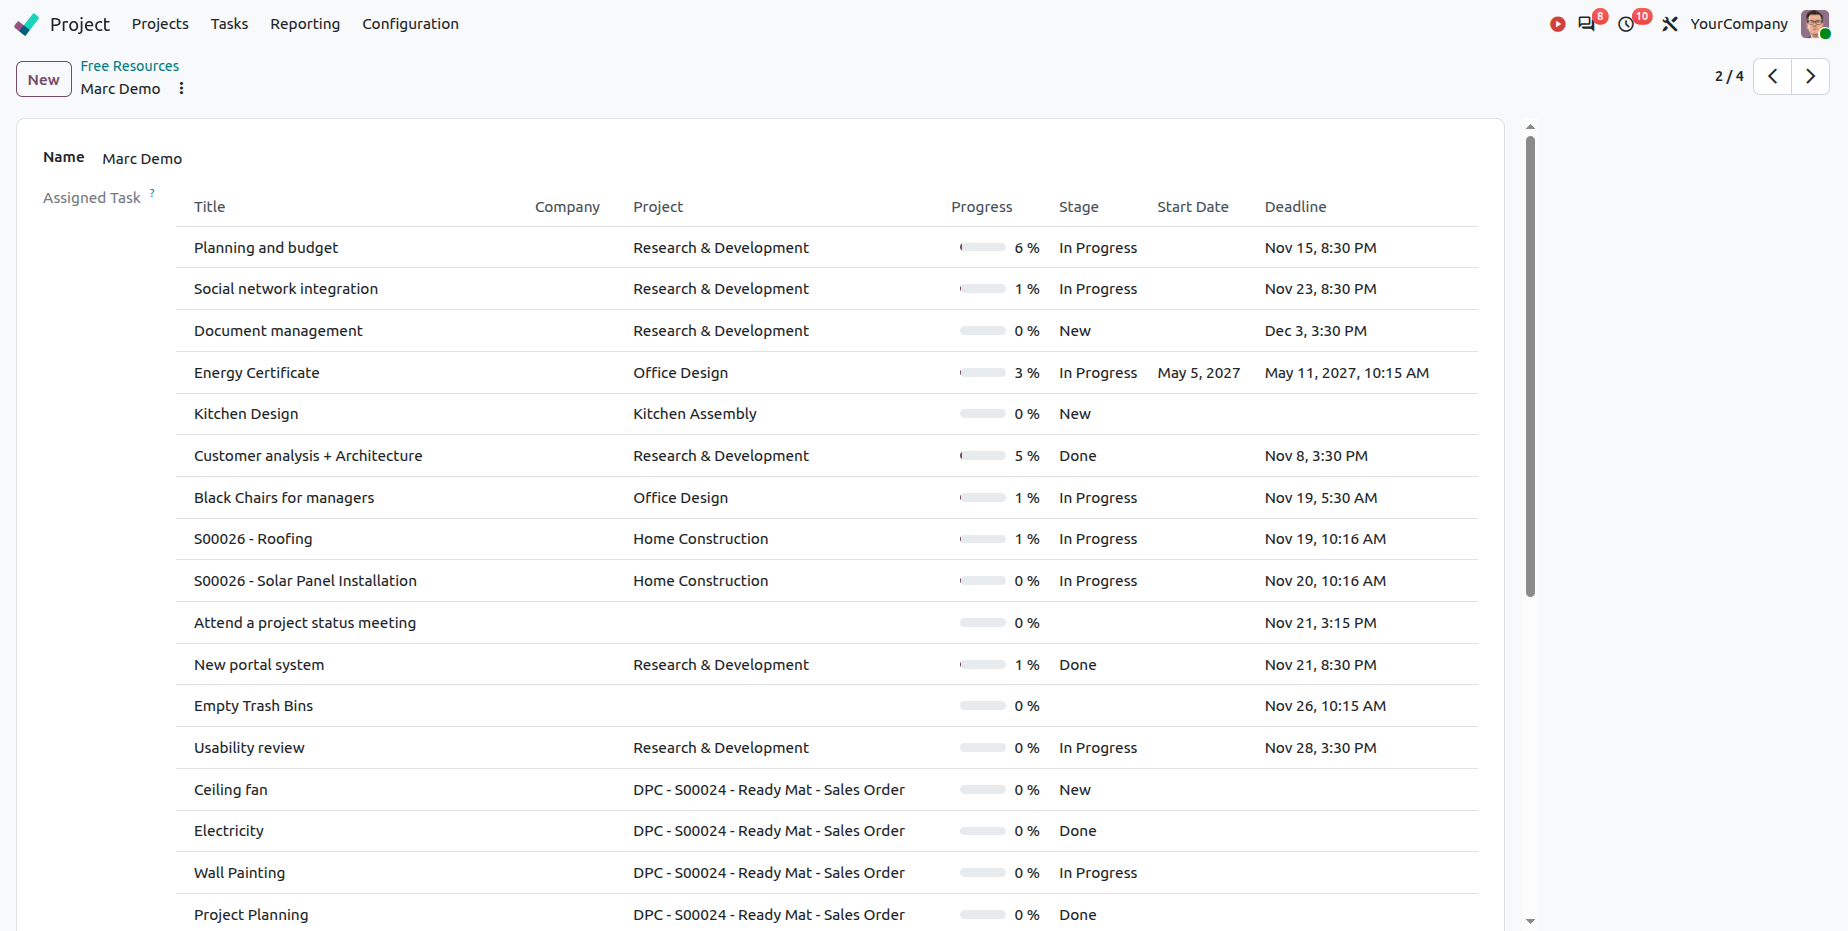 Project Projects Tasks Reporting Configuration 8 10 YourCompany
New Free Resources 2 / 4
Marc Demo
Name Marc Demo
Assigned Task ?
Title Company Project Progress Stage Start Date Deadline
Planning and budget Research & Development 6 % In Progress Nov 15, 8:30 PM
Social network integration Research & Development 1 % In Progress Nov 23, 8:30 PM
Document management Research & Development 0 % New Dec 3, 3:30 PM
Energy Certificate Office Design 3 % In Progress May 5, 2027 May 11, 2027, 10:15 AM
Kitchen Design Kitchen Assembly 0 % New
Customer analysis + Architecture Research & Development 5 % Done Nov 8, 3:30 PM
Black Chairs for managers Office Design 1 % In Progress Nov 19, 5:30 AM
S00026 - Roofing Home Construction 1 % In Progress Nov 19, 10:16 AM
S00026 - Solar Panel Installation Home Construction 0 % In Progress Nov 20, 10:16 AM
Attend a project status meeting 0 % Nov 21, 3:15 PM
New portal system Research & Development 1 % Done Nov 21, 8:30 PM
Empty Trash Bins 0 % Nov 26, 10:15 AM
Usability review Research & Development 0 % In Progress Nov 28, 3:30 PM
Ceiling fan DPC - S00024 - Ready Mat - Sales Order 0 % New
Electricity DPC - S00024 - Ready Mat - Sales Order 0 % Done
Wall Painting DPC - S00024 - Ready Mat - Sales Order 0 % In Progress
Project Planning DPC - S00024 - Ready Mat - Sales Order 0 % Done